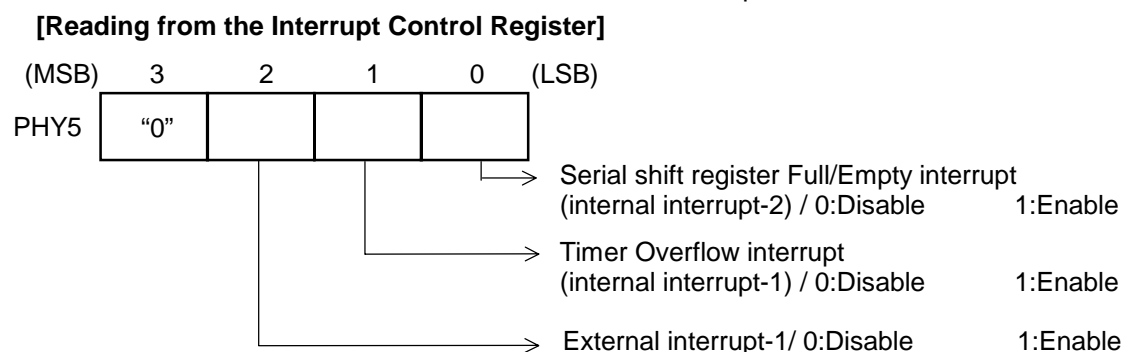 [Reading from the Interrupt Control Register]
(MSB) 3 2 1 0 (LSB)
PHY5 “0”
Serial shift register Full/Empty interrupt
(internal interrupt-2) / 0:Disable 1:Enable
Timer Overflow interrupt
(internal interrupt-1) / 0:Disable 1:Enable
External interrupt-1/ 0:Disable 1:Enable